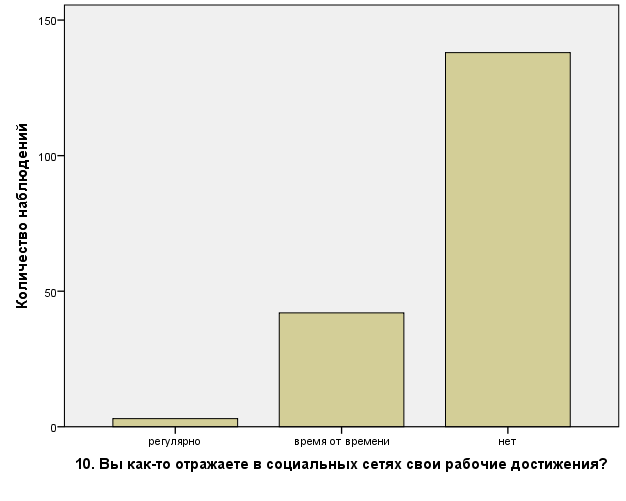 Количество наблюдений
150
100
50
0
регулярно время от времени нет
10. Вы как-то отражаете в социальных сетях свои рабочие достижения?